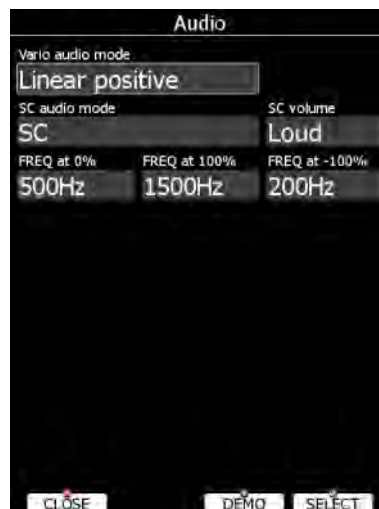 Audio
Vario audio mode
Linear positive
SC audio mode SC volume
SC Loud
FREQ at 0% FREQ at 100% FREQ at -100%
500Hz 1500Hz 200Hz
CLOSE DEMO SELECT